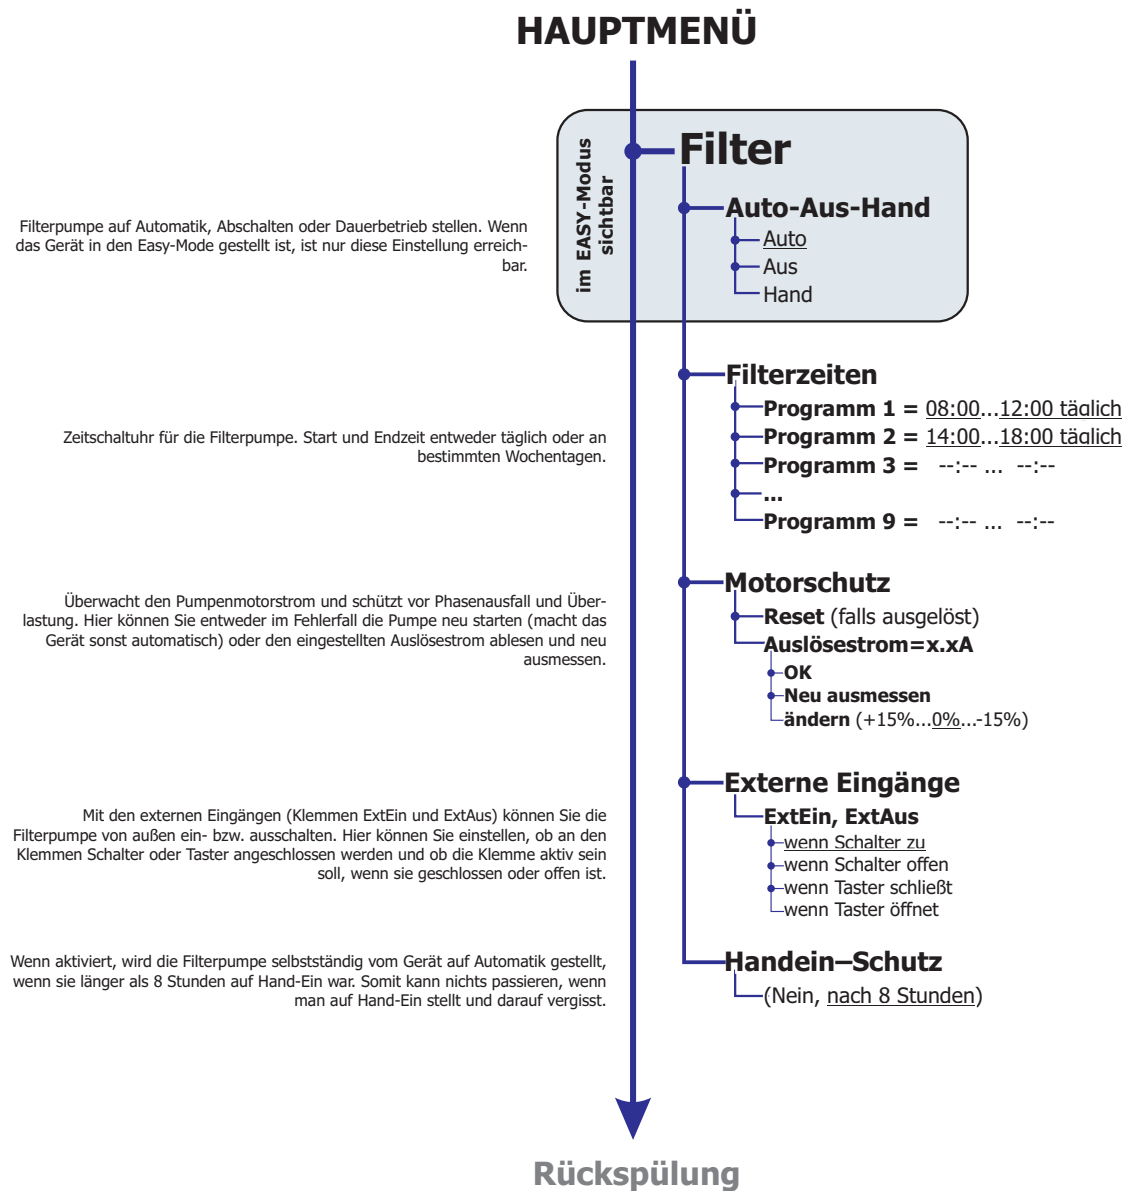 HAUPTMENÜ
im EASY-Modus
sichtbar
Filter
Filterpumpe auf Automatik, Abschalten oder Dauerbetrieb stellen. Wenn
das Gerät in den Easy-Mode gestellt ist, ist nur diese Einstellung erreich-
bar.
Auto-Aus-Hand
Auto
Aus
Hand
Zeitschaltuhr für die Filterpumpe. Start und Endzeit entweder täglich oder an
bestimmten Wochentagen.
Filterzeiten
Programm 1 = 08:00...12:00 täglich
Programm 2 = 14:00...18:00 täglich
Programm 3 = --:-- ... --:--
...
Programm 9 = --:-- ... --:--
Überwacht den Pumpenmotorstrom und schützt vor Phasenausfall und Über-
lastung. Hier können Sie entweder im Fehlerfall die Pumpe neu starten (macht das
Gerät sonst automatisch) oder den eingestellten Auslösestrom ablesen und neu
ausmessen.
Motorschutz
Reset (falls ausgelöst)
Auslösestrom=x.xA
OK
Neu ausmessen
ändern (+15%...0%...-15%)
Mit den externen Eingängen (Klemmen ExtEin und ExtAus) können Sie die
Filterpumpe von außen ein- bzw. ausschalten. Hier können Sie einstellen, ob an den
Klemmen Schalter oder Taster angeschlossen werden und ob die Klemme aktiv sein
soll, wenn sie geschlossen oder offen ist.
Externe Eingänge
ExtEin, ExtAus
wenn Schalter zu
wenn Schalter offen
wenn Taster schließt
wenn Taster öffnet
Wenn aktiviert, wird die Filterpumpe selbstständig vom Gerät auf Automatik gestellt,
wenn sie länger als 8 Stunden auf Hand-Ein war. Somit kann nichts passieren, wenn
man auf Hand-Ein stellt und darauf vergisst.
Handein–Schutz
(Nein, nach 8 Stunden)
Rückspülung